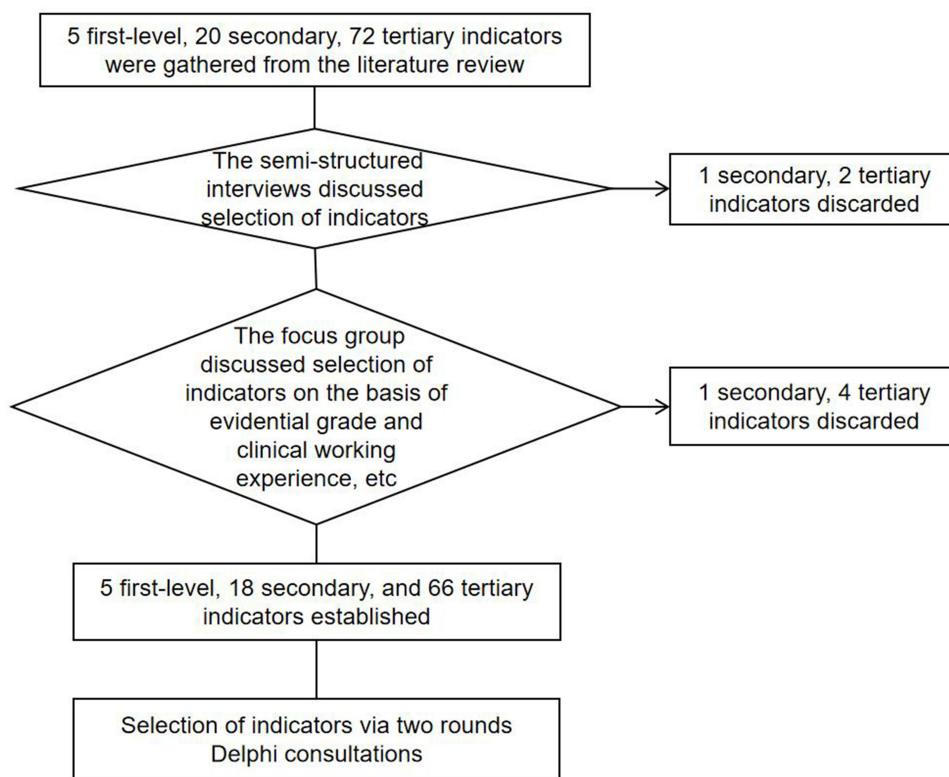 5 first-level, 20 secondary, 72 tertiary indicators
were gathered from the literature review
The semi-structured
interviews discussed
selection of indicators
1 secondary, 2 tertiary
indicators discarded
The focus group
discussed selection of
indicators on the basis of
evidential grade and
clinical working
experience, etc
1 secondary, 4 tertiary
indicators discarded
5 first-level, 18 secondary, and 66 tertiary
indicators established
Selection of indicators via two rounds
Delphi consultations